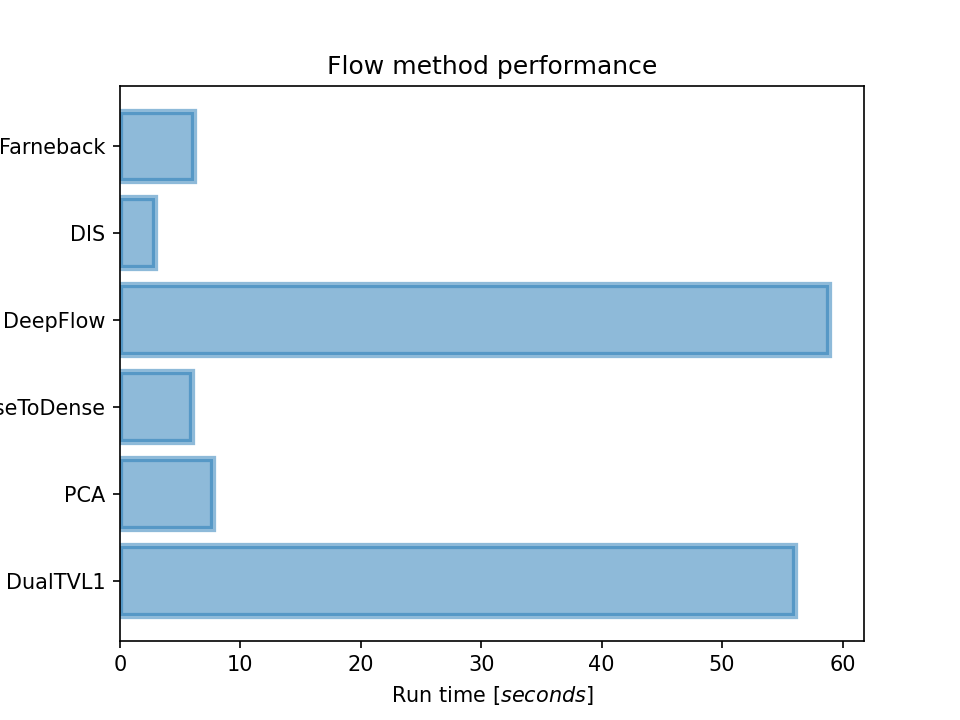 Flow method performance
Farneback
DIS
DeepFlow
seToDense
PCA
DualTVL1
0 10 20 30 40 50 60
Run time [seconds]